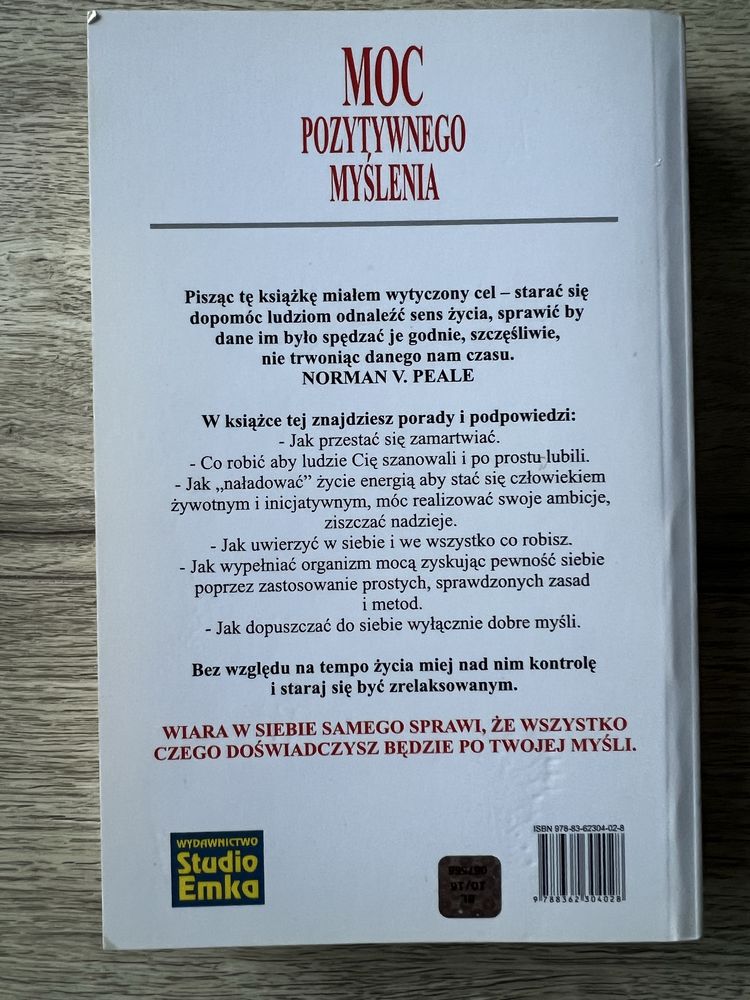 MOC
POZYTYWNEGO
MYŚLENIA
Pisząc tę książkę miałem wytyczony cel – starać się
dopomóc ludziom odnaleźć sens życia, sprawić by
dane im było spędzać je godnie, szczęśliwie,
nie trwoniąc danego nam czasu.
NORMAN V. PEALE
W książce tej znajdziesz porady i podpowiedzi:
- Jak przestać się zamartwiać.
- Co robić aby ludzie Cię szanowali i po prostu lubili.
- Jak „naładować” życie energią aby stać się człowiekiem
żywotnym i inicjatywnym, móc realizować swoje ambicje,
ziszczać nadzieje.
- Jak uwierzyć w siebie i we wszystko co robisz.
- Jak wypełniać organizm mocą zyskując pewność siebie
poprzez zastosowanie prostych, sprawdzonych zasad
i metod.
- Jak dopuszczać do siebie wyłącznie dobre myśli.
Bez względu na tempo życia miej nad nim kontrolę
i staraj się być zrelaksowanym.
WIARA W SIEBIE SAMEGO SPRAWI, ŻE WSZYSTKO
CZEGO DOŚWIADCZYSZ BĘDZIE PO TWOJEJ MYŚLI.
WYDAWNICTWO
Studio
Emka
ISBN 978-83-62304-02-8
9 788362 304028
10/16